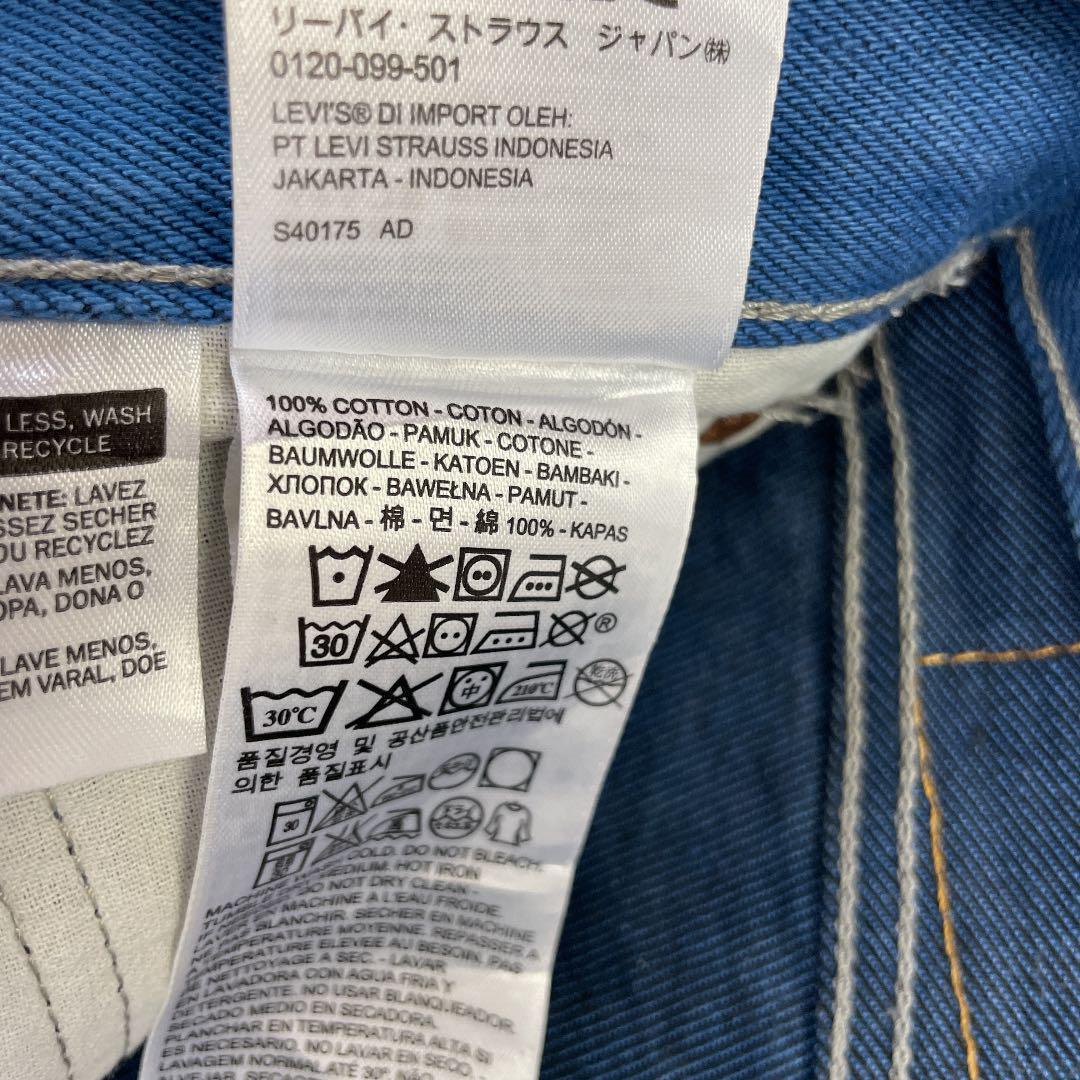 リーバイ・ストラウス ジャパン㈱
0120-099-501
LEVI'S® DI IMPORT OLEH:
PT LEVI STRAUSS INDONESIA
JAKARTA - INDONESIA
S40175 AD
LESS, WASH
RECYCLE
NETE: LAVEZ
SSEZ SECHER
OU RECYCLEZ
LAVA MENOS,
OPA, DONA O
LAVE MENOS,
EM VARAL, DOE
100% COTTON - COTON - ALGODÓN -
ALGODÃO - PAMUK - COTONE -
BAUMWOLLE - KATOEN - BAMBAKI -
ХЛОПОК - BAWEŁNA - PAMUT -
BAVLNA - 棉 - 면 - 綿 100% - KAPAS
30 ®
30°C 中 210°C 乾洗
품질경영 및 공산품안전관리법에
의한 품질표시
30
COLD. DO NOT BLEACH.
MEDIUM. HOT IRON
DO NOT DRY CLEAN -
MACHINE A L'EAU FROIDE.
BLANCHIR. SECHER EN MACHINE
TEMPERATURE MOYENNE. REPASSER A
TEMPERATURE ELEVEE AU BESOIN. PAS
DE NETTOYAGE A SEC. - LAVAR
EN LAVADORA CON AGUA FRIA Y
DETERGENTE. NO USAR BLANQUEADOR.
SECADO MEDIO EN SECADORA.
PLANCHAR EN TEMPERATURA ALTA SI
ES NECESARIO. NO LAVAR EN SECO -
LAVAGEM NORMAL ATÉ 30°. NÃO
ALVEJAR.